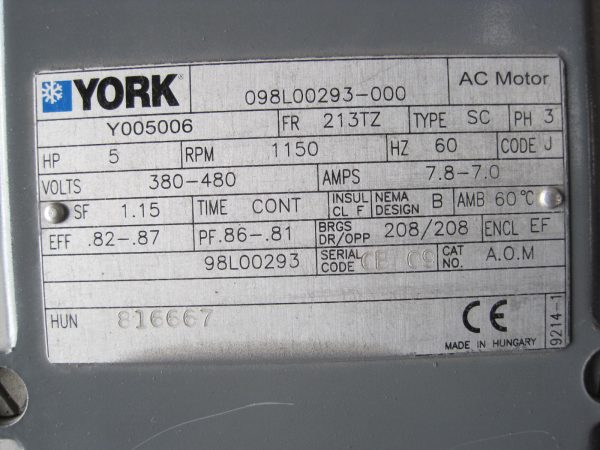 YORK® 098L00293-000 AC Motor
Y005006 FR 213TZ TYPE SC PH 3
HP 5 RPM 1150 HZ 60 CODE J
VOLTS 380-480 AMPS 7.8-7.0
SF 1.15 TIME CONT INSUL CL F NEMA DESIGN B AMB 60°C
EFF .82-.87 PF .86-.81 BRGS DR/OPP 208/208 ENCL EF
98L00293 SERIAL CODE CAT NO. A.O.M
HUN 816667 CE
MADE IN HUNGARY
9214-1